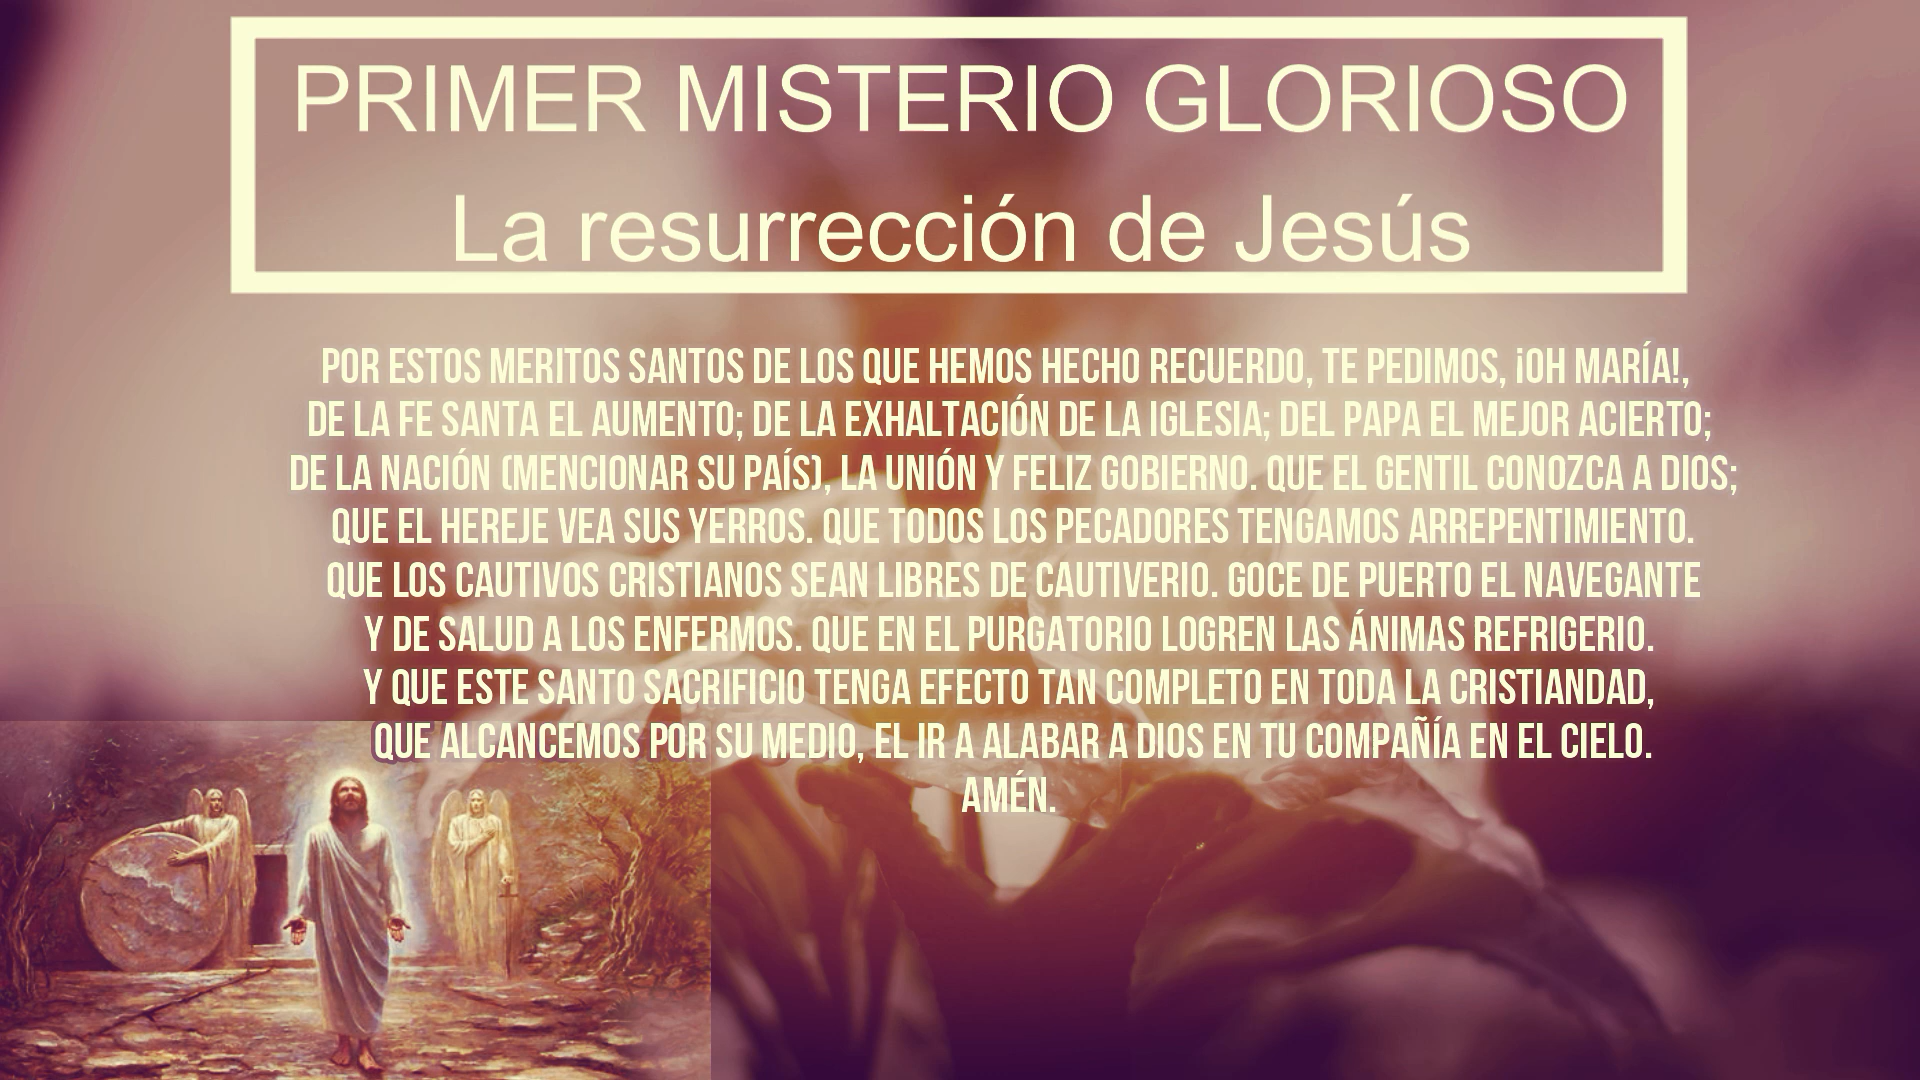 PRIMER MISTERIO GLORIOSO
La resurrección de Jesús
POR ESTOS MERITOS SANTOS DE LOS QUE HEMOS HECHO RECUERDO, TE PEDIMOS, ¡OH MARÍA!,
DE LA FE SANTA EL AUMENTO; DE LA EXHALTACIÓN DE LA IGLESIA; DEL PAPA EL MEJOR ACIERTO;
DE LA NACIÓN (MENCIONAR SU PAÍS), LA UNIÓN Y FELIZ GOBIERNO. QUE EL GENTIL CONOZCA A DIOS;
QUE EL HEREJE VEA SUS YERROS. QUE TODOS LOS PECADORES TENGAMOS ARREPENTIMIENTO.
QUE LOS CAUTIVOS CRISTIANOS SEAN LIBRES DE CAUTIVERIO. GOCE DE PUERTO EL NAVEGANTE
Y DE SALUD A LOS ENFERMOS. QUE EN EL PURGATORIO LOGREN LAS ÁNIMAS REFRIGERIO.
Y QUE ESTE SANTO SACRIFICIO TENGA EFECTO TAN COMPLETO EN TODA LA CRISTIANDAD,
QUE ALCANCEMOS POR SU MEDIO, EL IR A ALABAR A DIOS EN TU COMPAÑÍA EN EL CIELO.
AMÉN.